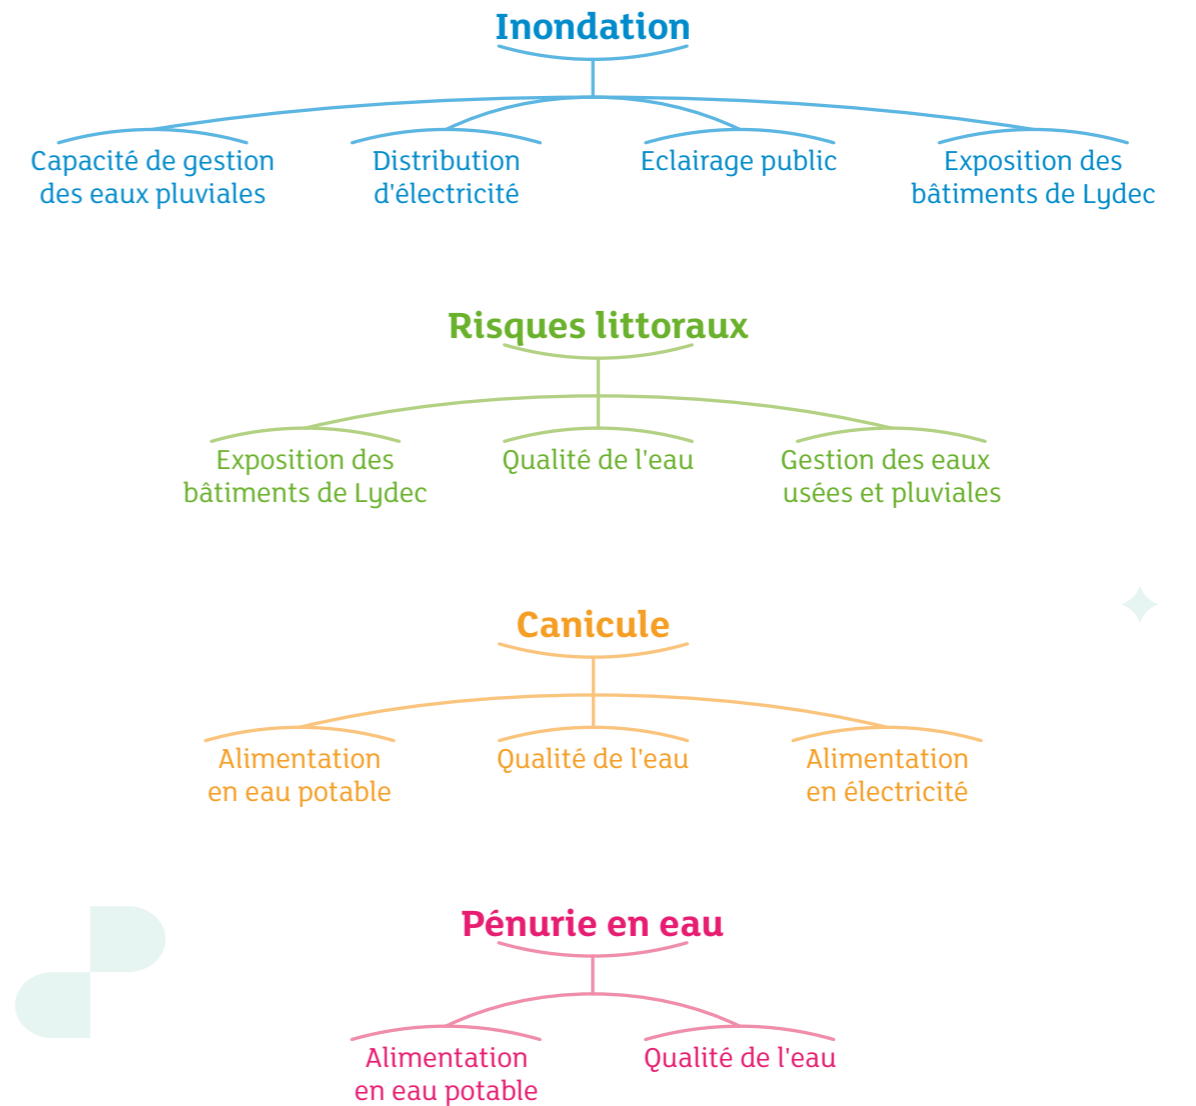 Inondation
Capacité de gestion
des eaux pluviales
Distribution
d'électricité
Eclairage public
Exposition des
bâtiments de Lydec
Risques littoraux
Exposition des
bâtiments de Lydec
Qualité de l'eau
Gestion des eaux
usées et pluviales
Canicule
Alimentation
en eau potable
Qualité de l'eau
Alimentation
en électricité
Pénurie en eau
Alimentation
en eau potable
Qualité de l'eau